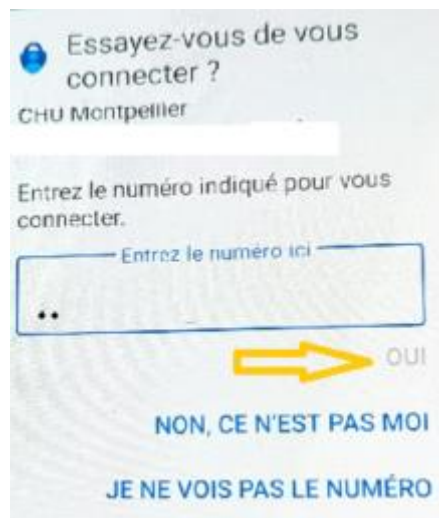 Essayez-vous de vous
connecter ?
CHU Montpellier
Entrez le numéro indiqué pour vous
connecter.
Entrez le numéro ici
..
OUI
NON, CE N'EST PAS MOI
JE NE VOIS PAS LE NUMÉRO